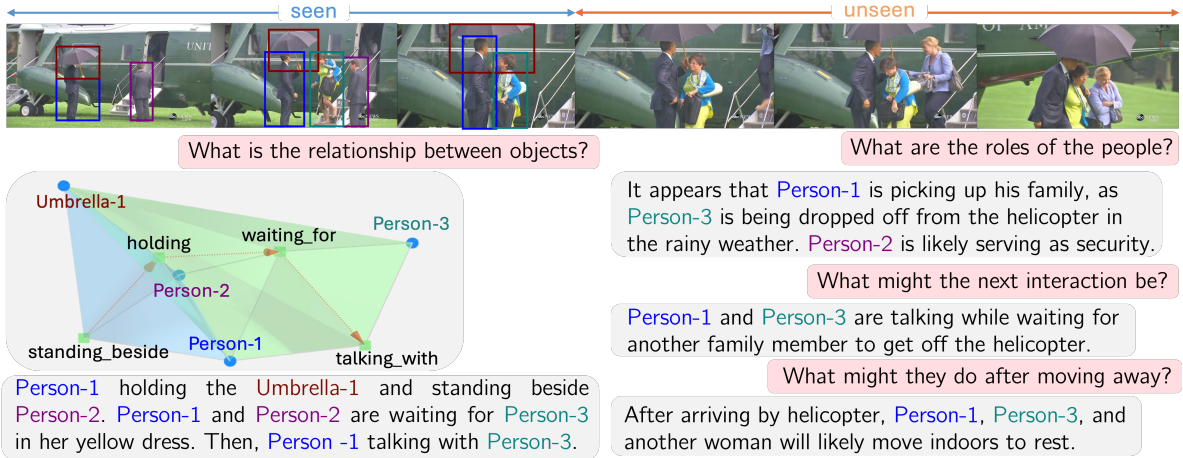 seen
unseen
UNIT
OF AM
What is the relationship between objects?
What are the roles of the people?
Umbrella-1
Person-3
holding
waiting_for
Person-2
standing_beside
Person-1
talking_with
Person-1 holding the Umbrella-1 and standing beside
Person-2. Person-1 and Person-2 are waiting for Person-3
in her yellow dress. Then, Person -1 talking with Person-3.
It appears that Person-1 is picking up his family, as
Person-3 is being dropped off from the helicopter in
the rainy weather. Person-2 is likely serving as security.
What might the next interaction be?
Person-1 and Person-3 are talking while waiting for
another family member to get off the helicopter.
What might they do after moving away?
After arriving by helicopter, Person-1, Person-3, and
another woman will likely move indoors to rest.